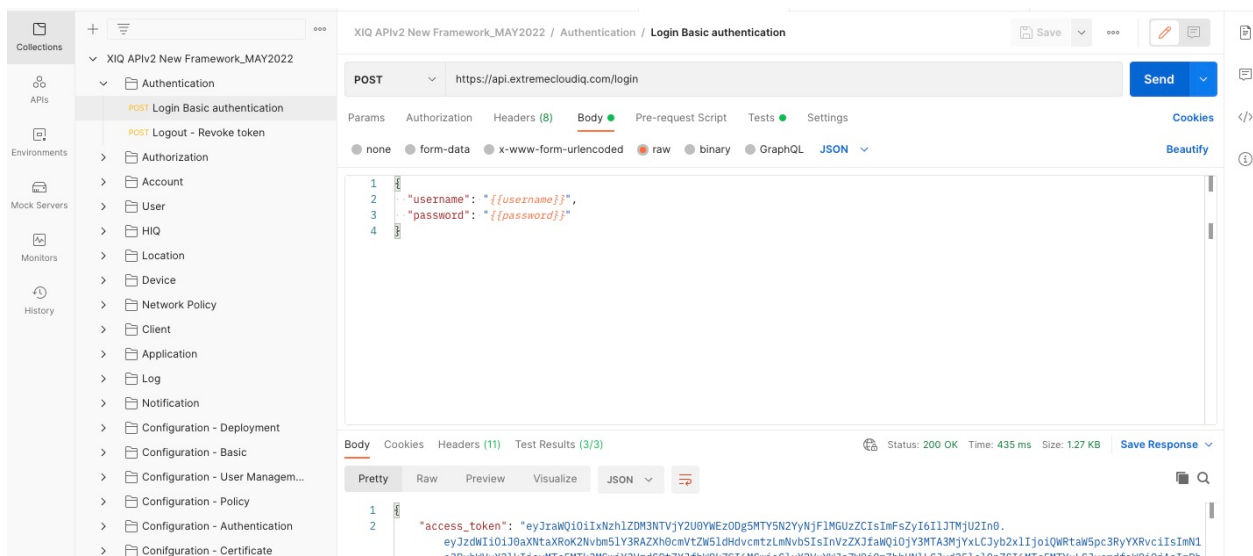 Collections
APIs
Environments
Mock Servers
Monitors
History
XIQ APIv2 New Framework_MAY2022
Authentication
POST Login Basic authentication
POST Logout - Revoke token
Authorization
Account
User
HIQ
Location
Device
Network Policy
Client
Application
Log
Notification
Configuration - Deployment
Configuration - Basic
Configuration - User Managem...
Configuration - Policy
Configuration - Authentication
Configuration - Certificate
XIQ APIv2 New Framework_MAY2022 / Authentication / Login Basic authentication
Save
POST https://api.extremecloudiq.com/login Send
Params Authorization Headers (8) Body Pre-request Script Tests Settings Cookies
none form-data x-www-form-urlencoded raw binary GraphQL JSON Beautify
1 {
2 "username": "{{username}}",
3 "password": "{{password}}"
4 }
Body Cookies Headers (11) Test Results (3/3) Status: 200 OK Time: 435 ms Size: 1.27 KB Save Response
Pretty Raw Preview Visualize JSON
1 {
2 "access_token":